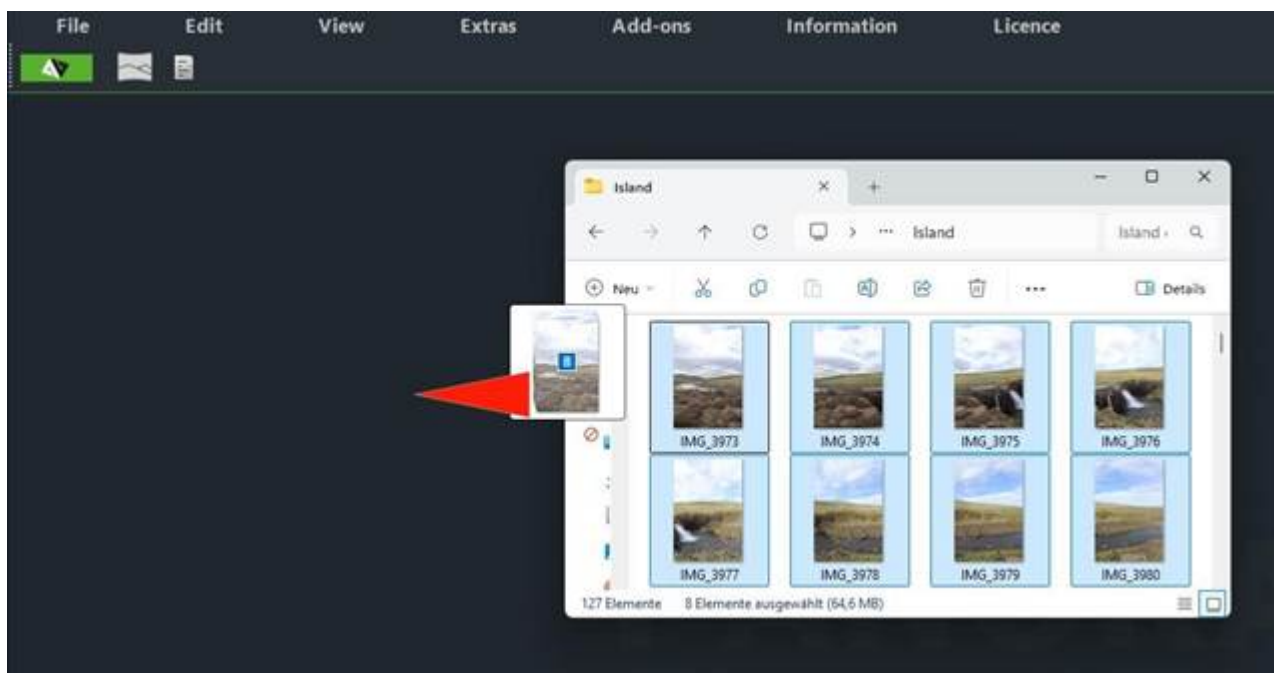 File Edit View Extras Add-ons Information Licence
Island
Island Island
Neu Details
IMG_3973 IMG_3974 IMG_3975 IMG_3976
IMG_3977 IMG_3978 IMG_3979 IMG_3980
127 Elemente 8 Elemente ausgewählt (64,6 MB)